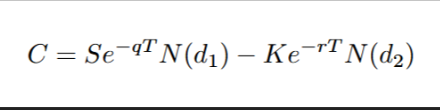 C = Se^{-qT} N(d_1) - Ke^{-rT} N(d_2)